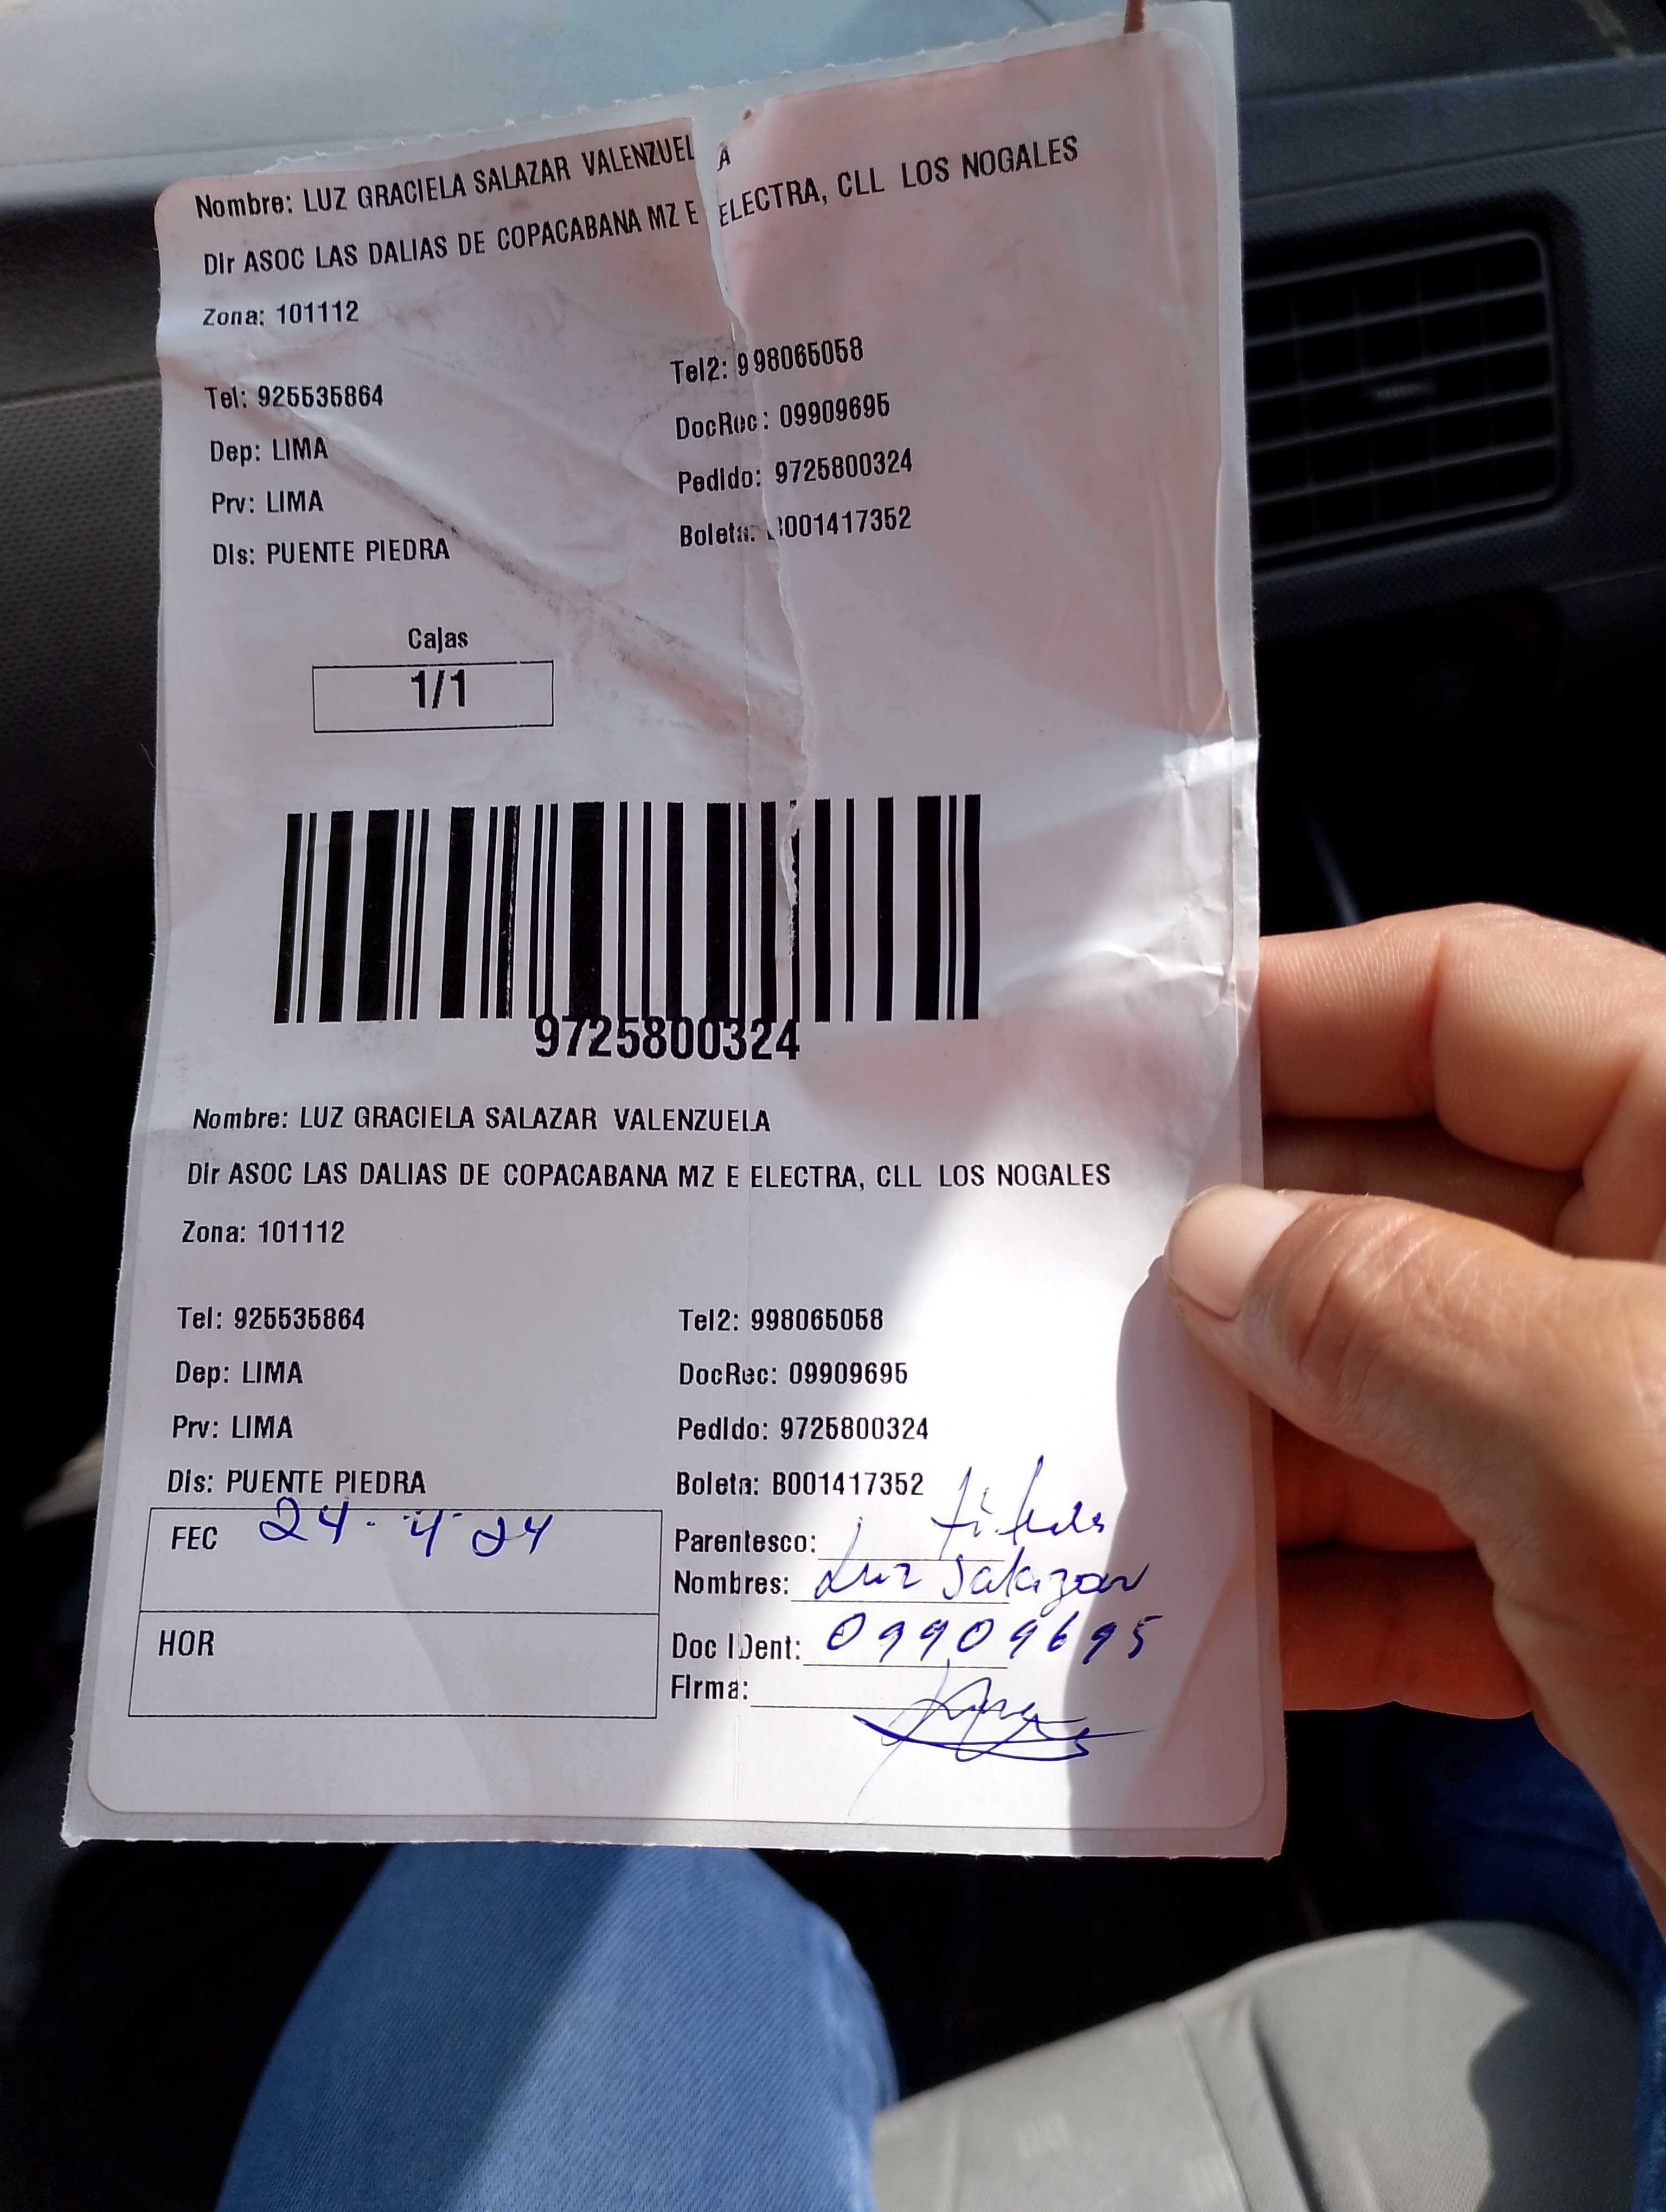 Nombre: LUZ GRACIELA SALAZAR VALENZUELA
Dir ASOC LAS DALIAS DE COPACABANA MZ E ELECTRA, CLL LOS NOGALES
Zona: 101112
Tel: 925535864 Tel2: 998065058
Dep: LIMA DocRec: 09909695
Prv: LIMA Pedido: 9725800324
Dis: PUENTE PIEDRA Boleta: B001417352
Cajas
1/1
9725800324
Nombre: LUZ GRACIELA SALAZAR VALENZUELA
Dir ASOC LAS DALIAS DE COPACABANA MZ E ELECTRA, CLL LOS NOGALES
Zona: 101112
Tel: 925535864 Tel2: 998065058
Dep: LIMA DocRec: 09909695
Prv: LIMA Pedido: 9725800324
Dis: PUENTE PIEDRA Boleta: B001417352
FEC 24-4-24 Parentesco:
Nombres: Luz Salazar
HOR Doc IDent: 09909695
Firma: